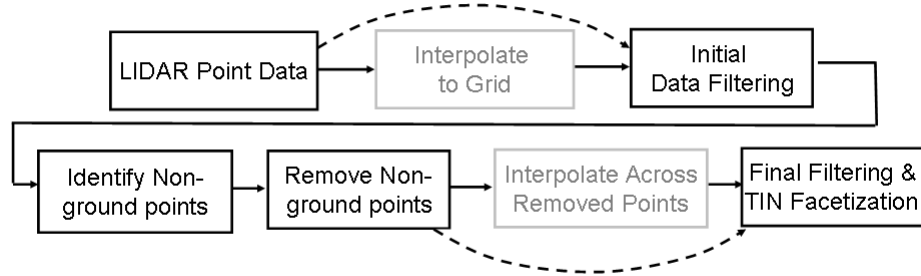 LIDAR Point Data
Interpolate
to Grid
Initial
Data Filtering
Identify Non-
ground points
Remove Non-
ground points
Interpolate Across
Removed Points
Final Filtering &
TIN Facetization